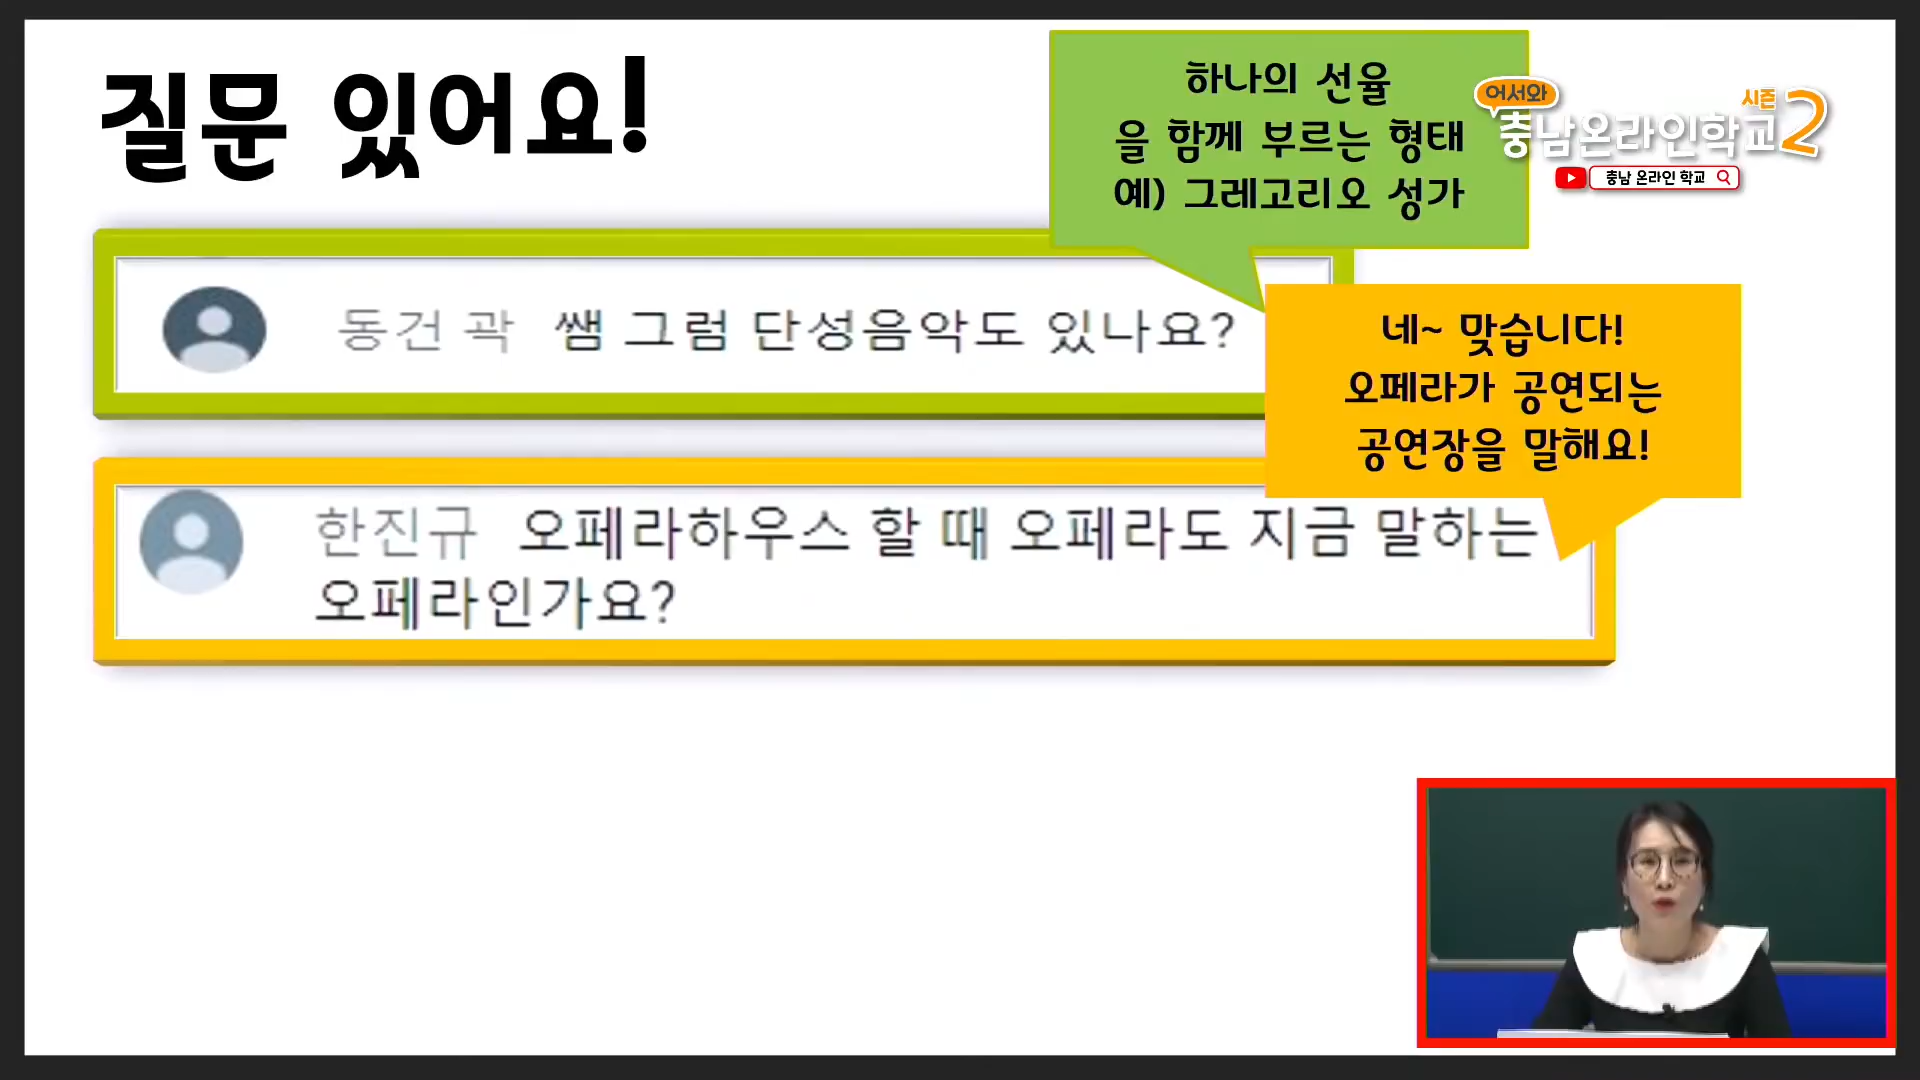 질문 있어요!
하나의 선율
을 함께 부르는 형태
예) 그레고리오 성가
어서와
시즌
충남온라인학교2
충남 온라인 학교
동건 곽 쌤 그럼 단성음악도 있나요?
네~ 맞습니다!
오페라가 공연되는
공연장을 말해요!
한진규 오페라하우스 할 때 오페라도 지금 말하는
오페라인가요?